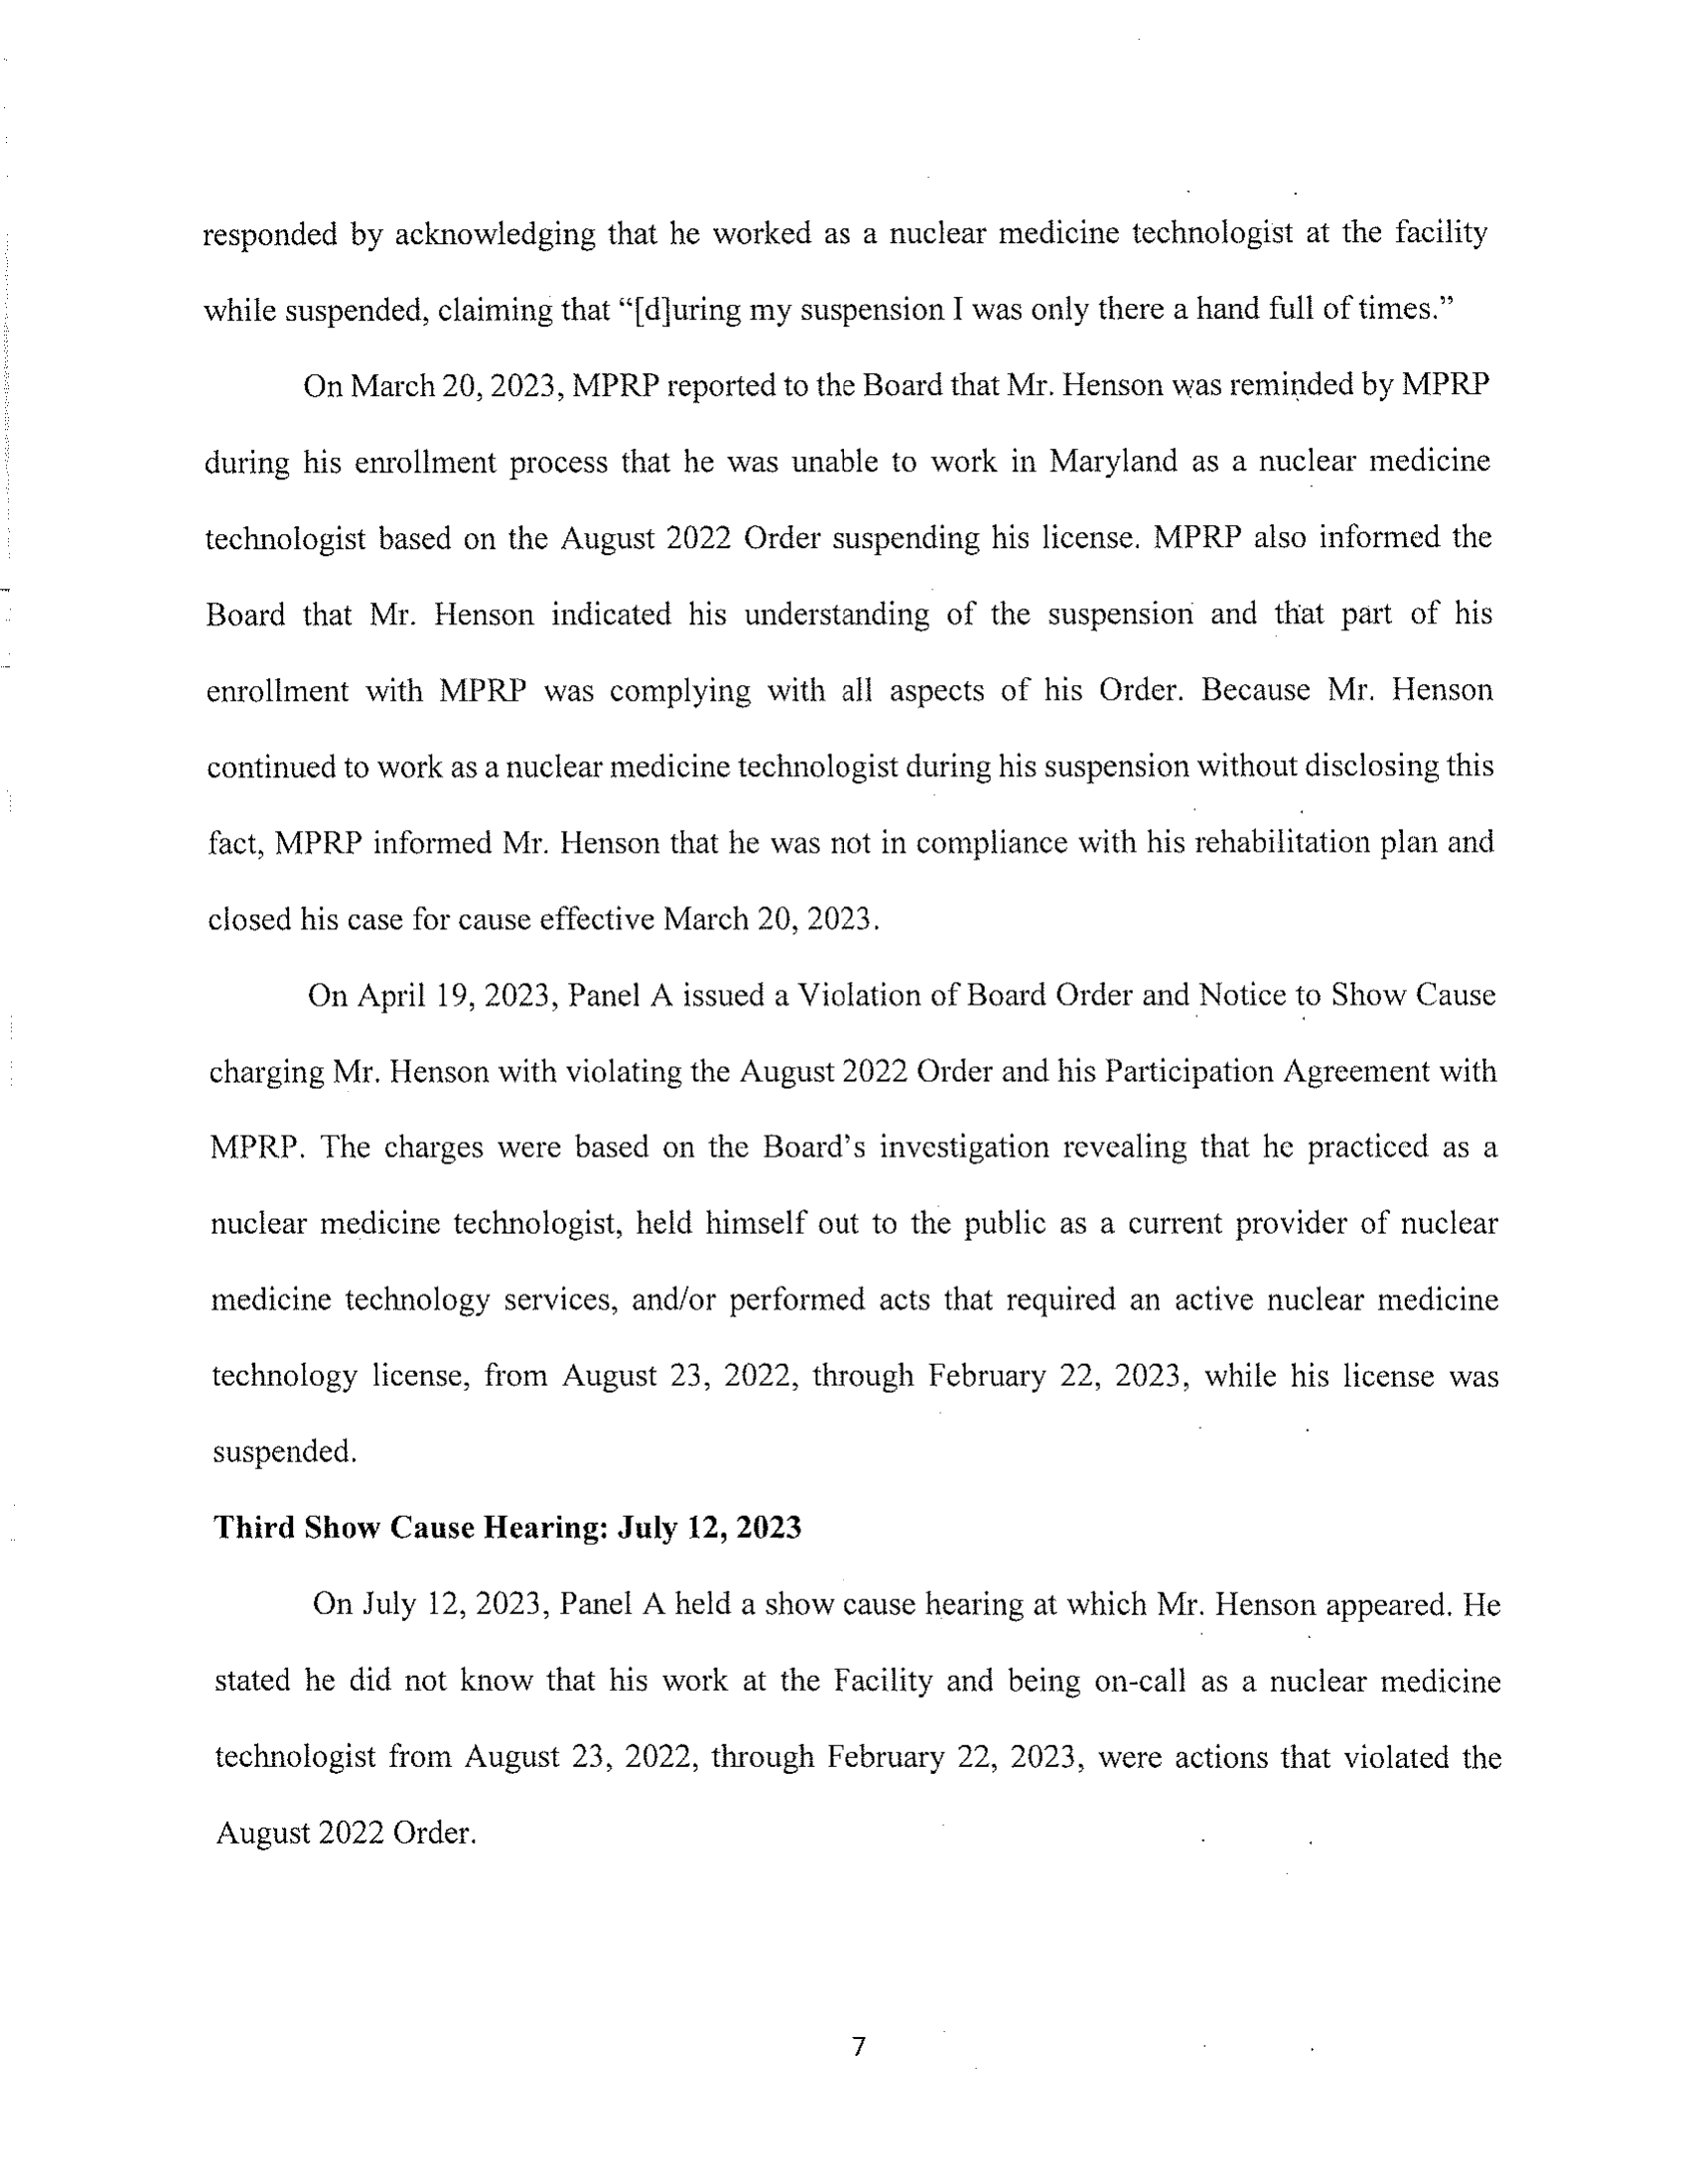 responded by acknowledging that he worked as a nuclear medicine technologist at the facility
while suspended, claiming that “[d]uring my suspension I was only there a hand full of times.”
On March 20, 2023, MPRP reported to the Board that Mr. Henson was reminded by MPRP
during his enrollment process that he was unable to work in Maryland as a nuclear medicine
technologist based on the August 2022 Order suspending his license. MPRP also informed the
Board that Mr. Henson indicated his understanding of the suspension and that part of his
enrollment with MPRP was complying with all aspects of his Order. Because Mr. Henson
continued to work as a nuclear medicine technologist during his suspension without disclosing this
fact, MPRP informed Mr. Henson that he was not in compliance with his rehabilitation plan and
closed his case for cause effective March 20, 2023.
On April 19, 2023, Panel A issued a Violation of Board Order and Notice to Show Cause
charging Mr. Henson with violating the August 2022 Order and his Participation Agreement with
MPRP. The charges were based on the Board’s investigation revealing that he practiced as a
nuclear medicine technologist, held himself out to the public as a current provider of nuclear
medicine technology services, and/or performed acts that required an active nuclear medicine
technology license, from August 23, 2022, through February 22, 2023, while his license was
suspended.
Third Show Cause Hearing: July 12, 2023
On July 12, 2023, Panel A held a show cause hearing at which Mr. Henson appeared. He
stated he did not know that his work at the Facility and being on-call as a nuclear medicine
technologist from August 23, 2022, through February 22, 2023, were actions that violated the
August 2022 Order.
7